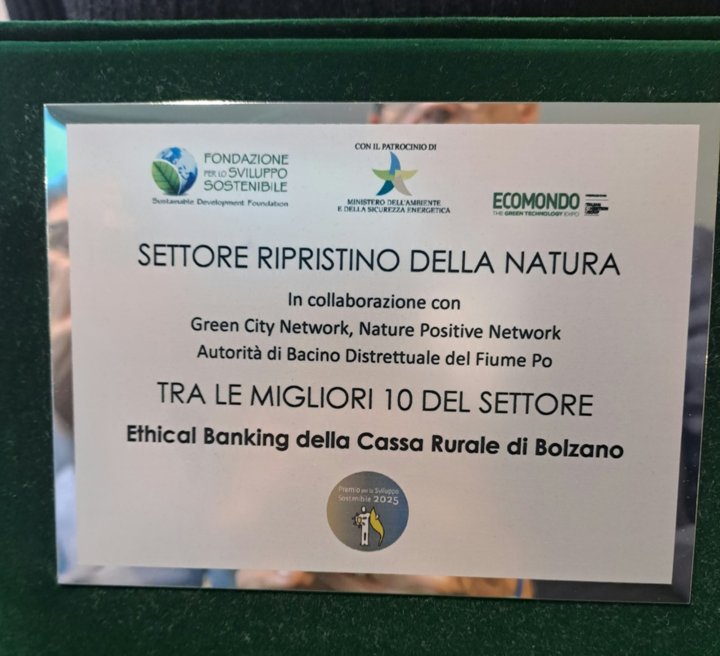 FONDAZIONE
PER LO SVILUPPO
SOSTENIBILE
Sustainable Development Foundation
CON IL PATROCINIO DI
MINISTERO DELL'AMBIENTE
E DELLA SICUREZZA ENERGETICA
ECOMONDO
THE GREEN TECHNOLOGY EXPO
SETTORE RIPRISTINO DELLA NATURA
In collaborazione con
Green City Network, Nature Positive Network
Autorità di Bacino Distrettuale del Fiume Po
TRA LE MIGLIORI 10 DEL SETTORE
Ethical Banking della Cassa Rurale di Bolzano
Premio per lo Sviluppo
Sostenibile 2025